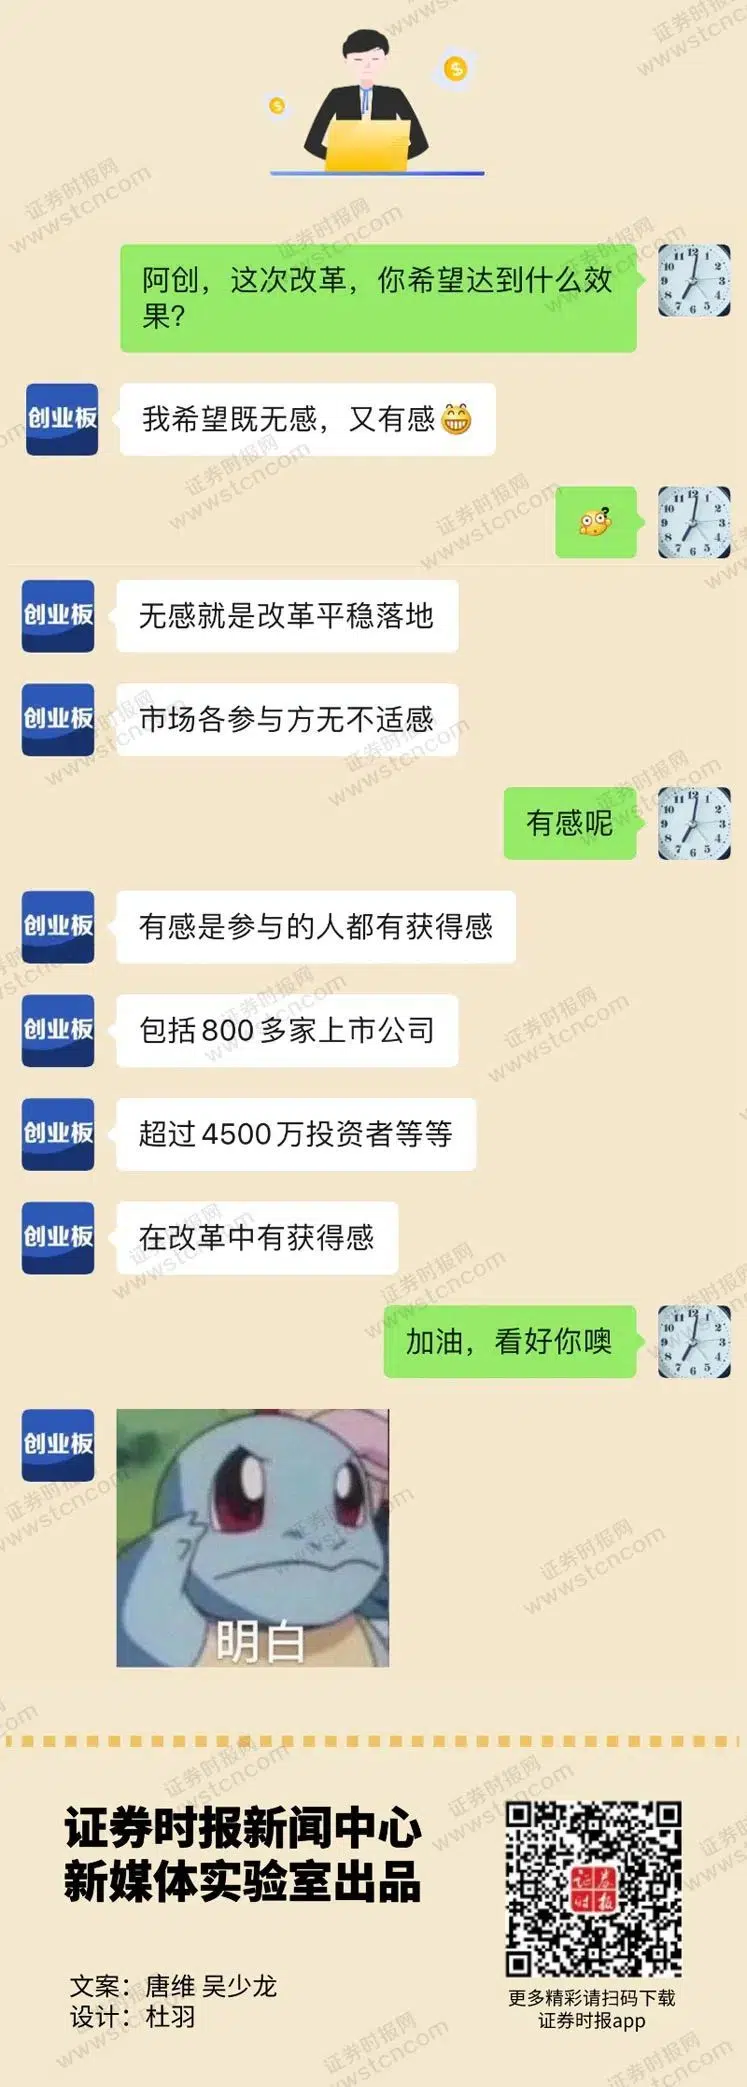 阿创，这次改革，你希望达到什么效
果？
创业板
我希望既无感，又有感
创业板
无感就是改革平稳落地
创业板
市场各参与方无不适感
有感呢
创业板
有感是参与的人都有获得感
创业板
包括800多家上市公司
创业板
超过4500万投资者等等
创业板
在改革中有获得感
加油，看好你噢
创业板
明白
证券时报新闻中心
新媒体实验室出品
文案：唐维 吴少龙
设计：杜羽
证券
时报
更多精彩请扫码下载
证券时报app
证券时报网
wwwstcncom